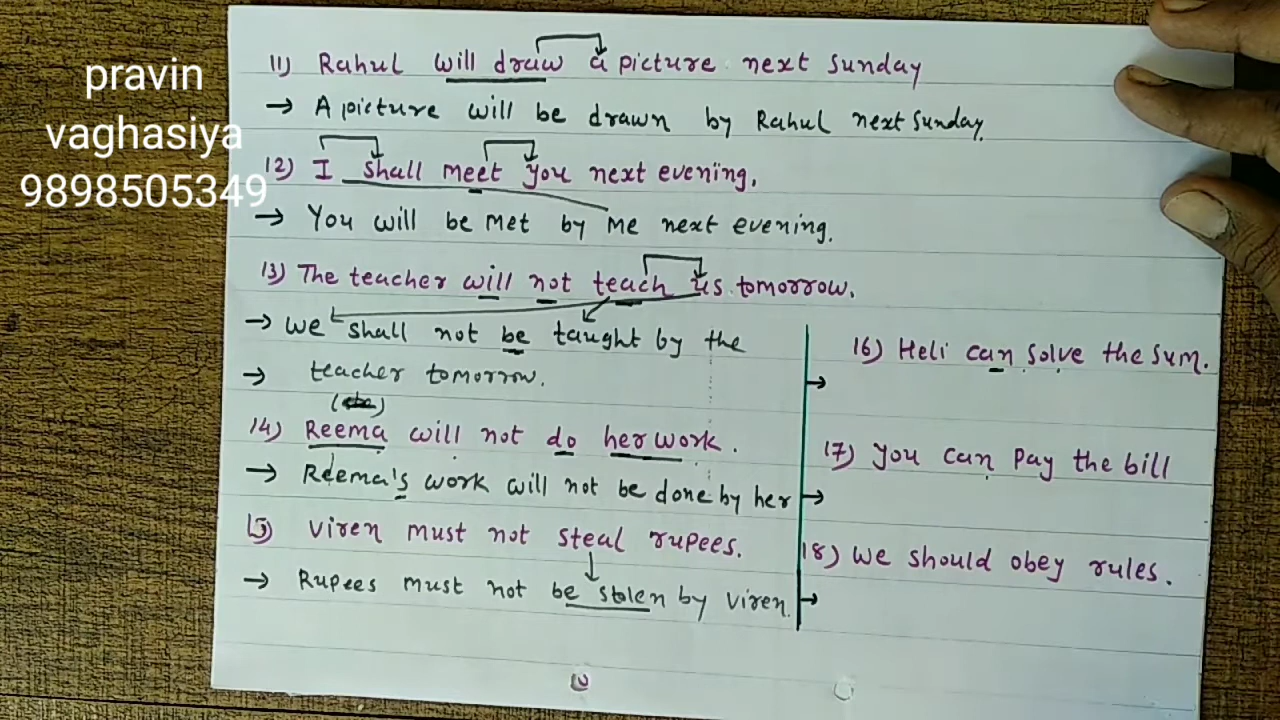 pravin
vaghasiya
9898505349
11) Rahul will draw a picture next Sunday
→ A picture will be drawn by Rahul next Sunday.
12) I shall meet you next evening.
→ You will be met by me next evening.
13) The teacher will not teach us tomorrow.
→ We shall not be taught by the
→ teacher tomorrow.
14) Reema will not do her work.
→ Reema's work will not be done by her
15) Viren must not steal rupees.
→ Rupees must not be stolen by Viren.
16) Heli can solve the sum.
→
17) You can pay the bill
→
18) We should obey rules.
→